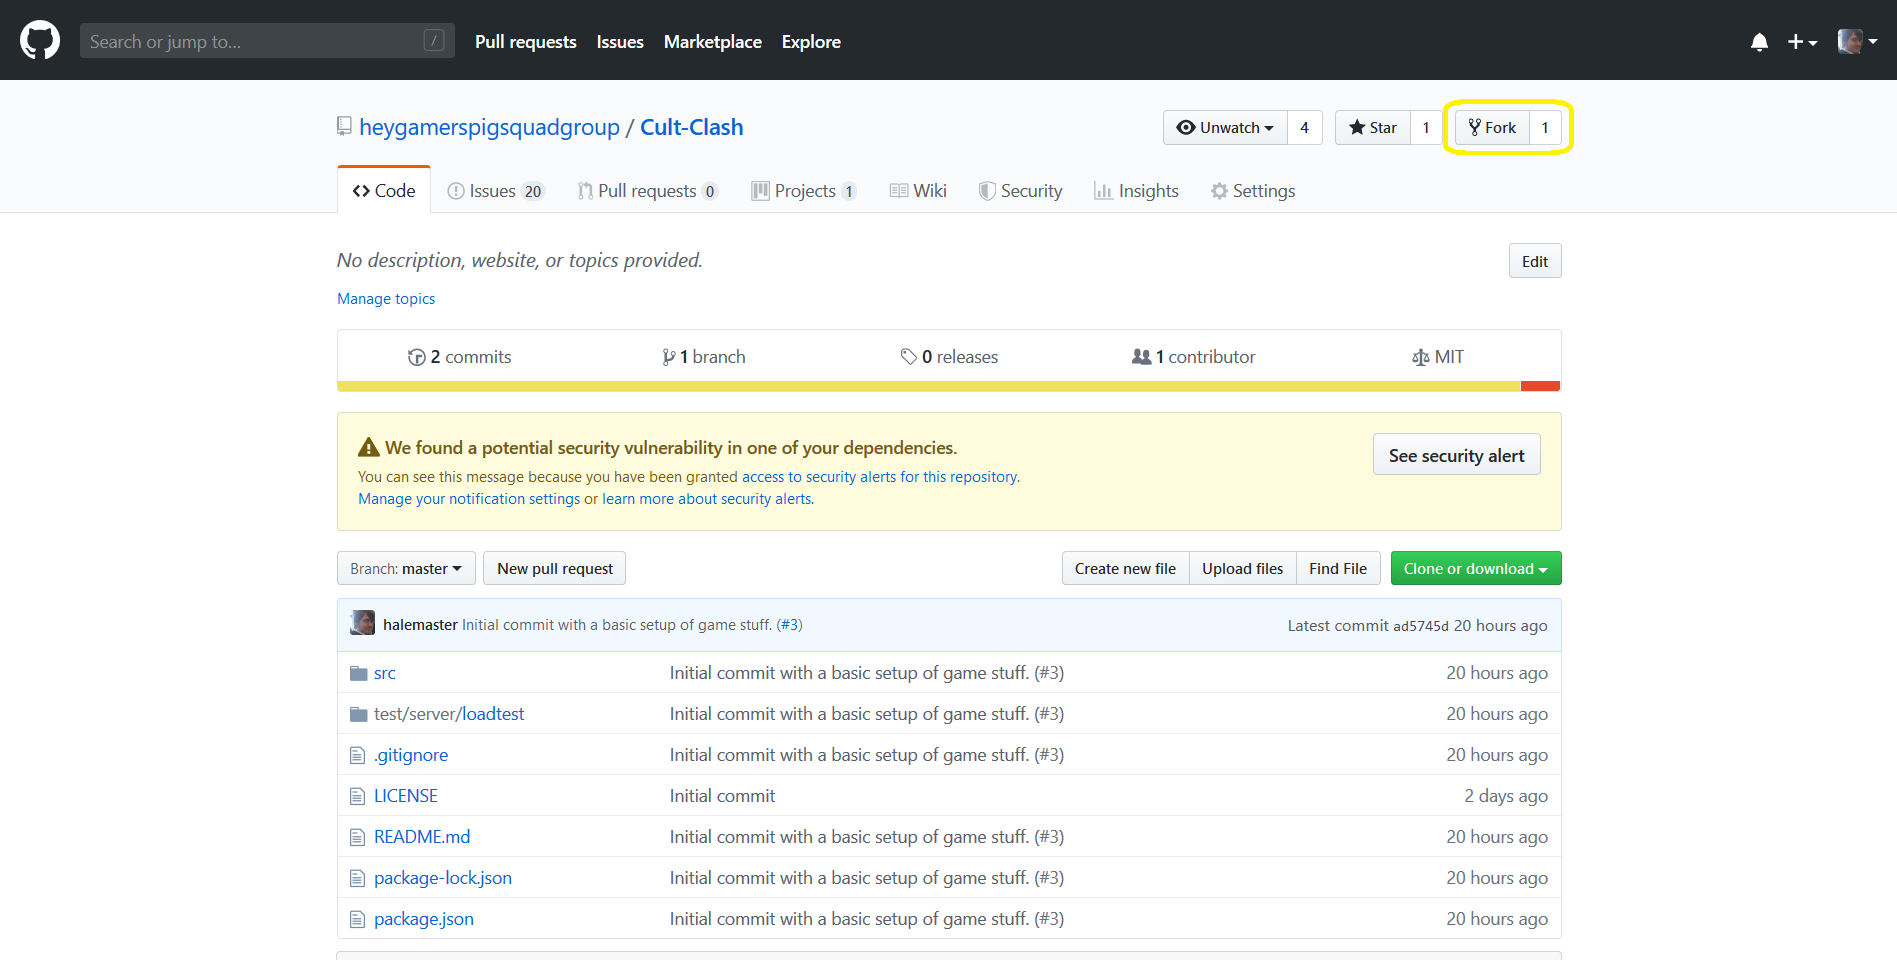 Search or jump to... / Pull requests Issues Marketplace Explore
heygamerspigsquadgroup / Cult-Clash Unwatch 4 Star 1 Fork 1
Code Issues 20 Pull requests 0 Projects 1 Wiki Security Insights Settings
No description, website, or topics provided. Edit
Manage topics
2 commits 1 branch 0 releases 1 contributor MIT
We found a potential security vulnerability in one of your dependencies.
See security alert
You can see this message because you have been granted access to security alerts for this repository.
Manage your notification settings or learn more about security alerts.
Branch: master New pull request Create new file Upload files Find File Clone or download
halemaster Initial commit with a basic setup of game stuff. (#3) Latest commit ad5745d 20 hours ago
src Initial commit with a basic setup of game stuff. (#3) 20 hours ago
test/server/loadtest Initial commit with a basic setup of game stuff. (#3) 20 hours ago
.gitignore Initial commit with a basic setup of game stuff. (#3) 20 hours ago
LICENSE Initial commit 2 days ago
README.md Initial commit with a basic setup of game stuff. (#3) 20 hours ago
package-lock.json Initial commit with a basic setup of game stuff. (#3) 20 hours ago
package.json Initial commit with a basic setup of game stuff. (#3) 20 hours ago